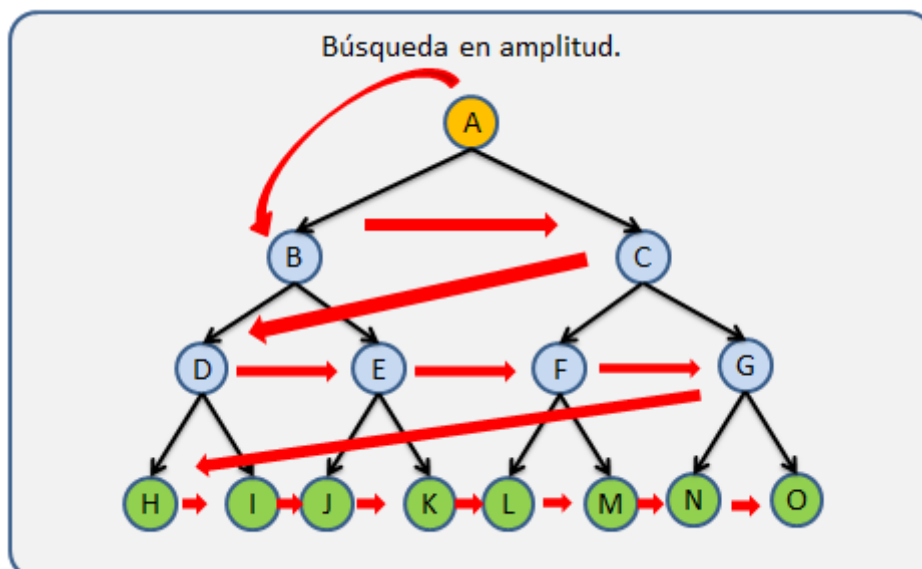 Búsqueda en amplitud.
A
B C
D E F G
H I J K L M N O